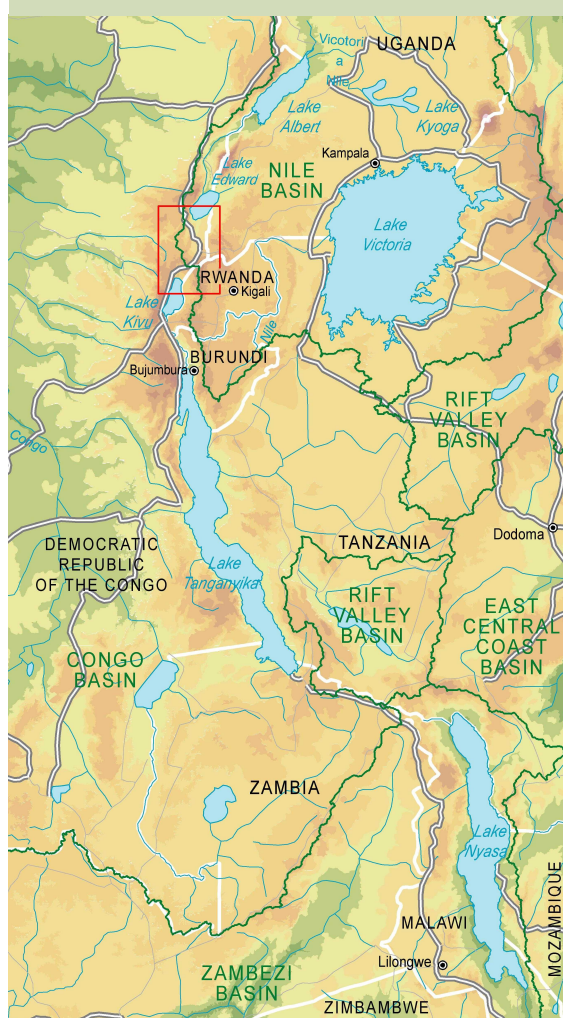 Vicotori
a
Nile
UGANDA
Lake
Albert
Lake
Kyoga
Kampala
Lake
Edward
NILE
BASIN
Lake
Victoria
RWANDA
Kigali
Lake
Kivu
Nile
BURUNDI
Bujumbura
RIFT
VALLEY
BASIN
Congo
Dodoma
DEMOCRATIC
REPUBLIC
OF THE CONGO
TANZANIA
Lake
Tanganyika
RIFT
VALLEY
BASIN
EAST
CENTRAL
COAST
BASIN
CONGO
BASIN
ZAMBIA
Lake
Nyasa
MOZAMBIQUE
MALAWI
Lilongwe
ZAMBEZI
BASIN
ZIMBABWE